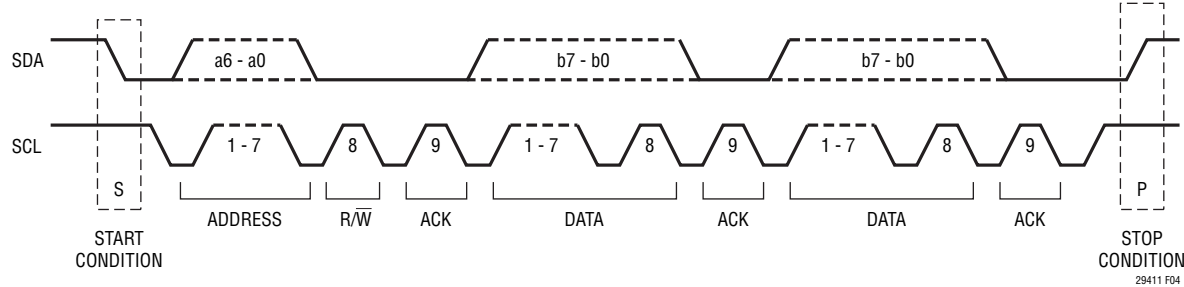 SDA
a6 - a0
b7 - b0
b7 - b0
SCL
1 - 7
8
9
1 - 7
8
9
1 - 7
8
9
S
P
ADDRESS
R/W̅
ACK
DATA
ACK
DATA
ACK
START
CONDITION
STOP
CONDITION
29411 F04